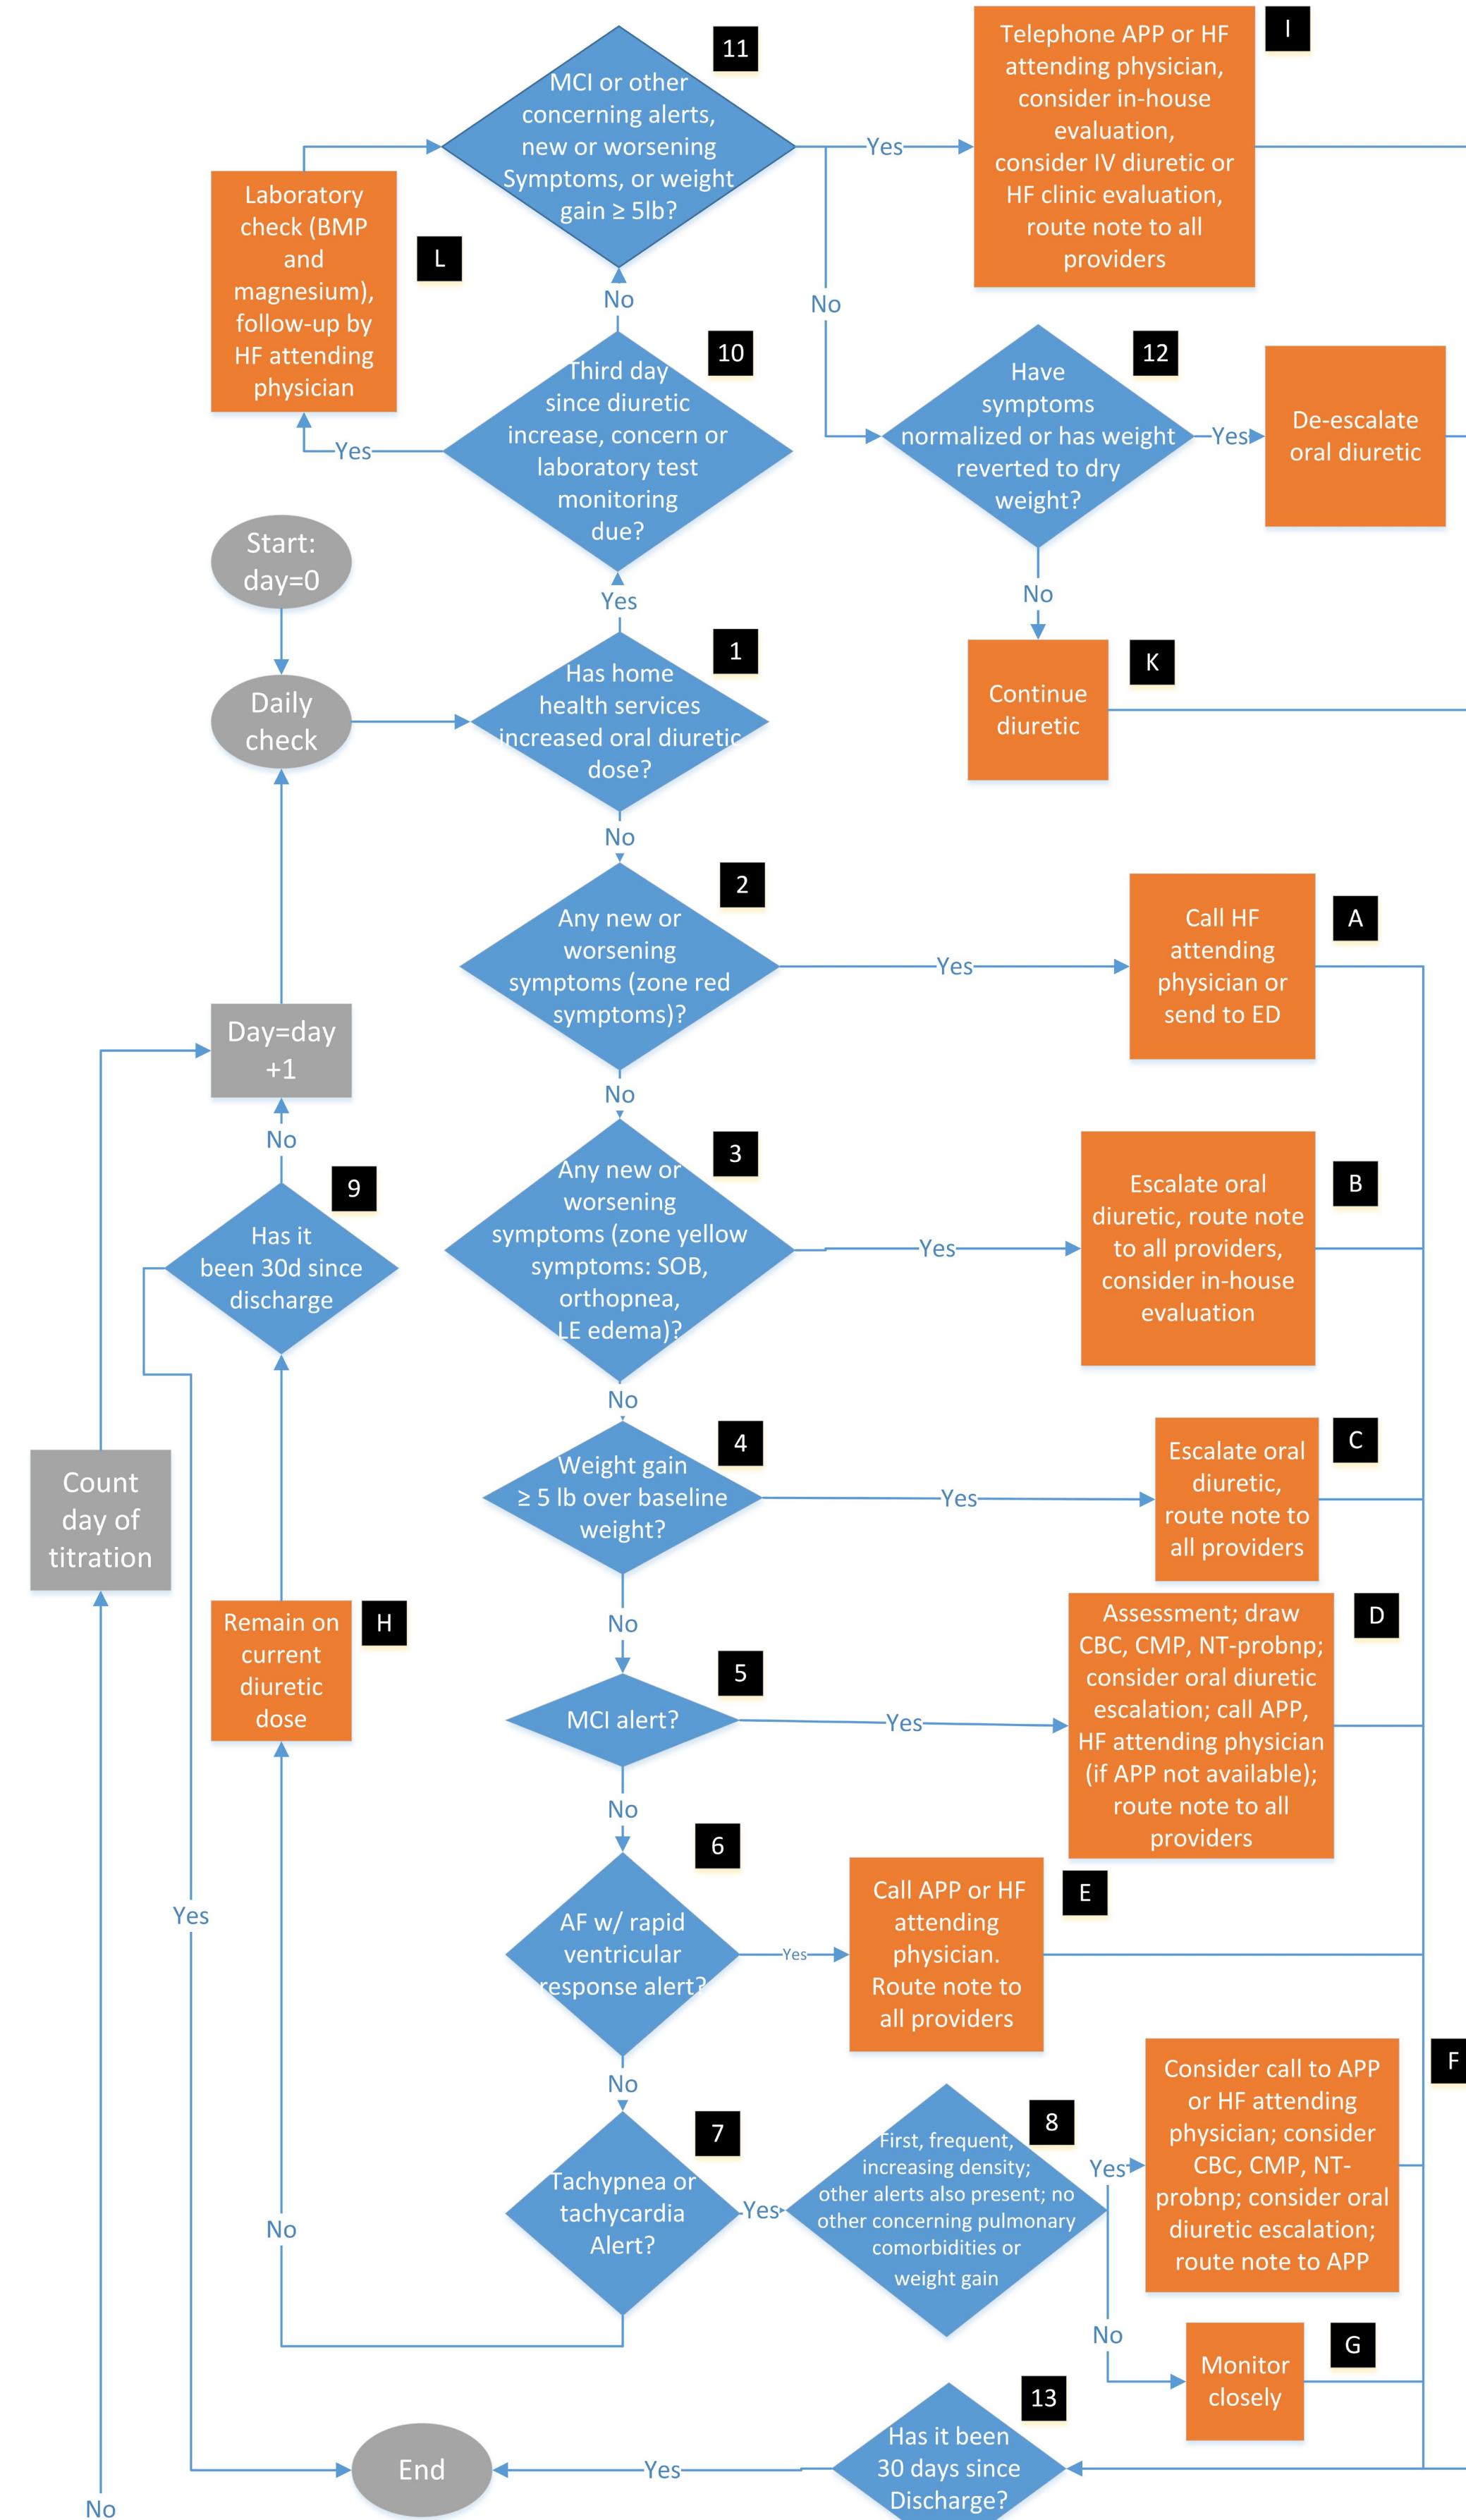 11
MCI or other
concerning alerts,
new or worsening
Symptoms, or weight
gain ≥ 5lb?
Yes
No
I
Telephone APP or HF
attending physician,
consider in-house
evaluation,
consider IV diuretic or
HF clinic evaluation,
route note to all
providers
L
Laboratory
check (BMP
and
magnesium),
follow-up by
HF attending
physician
No
10
Third day
since diuretic
increase, concern or
laboratory test
monitoring
due?
Yes
12
Have
symptoms
normalized or has weight
reverted to dry
weight?
Yes
De-escalate
oral diuretic
No
K
Continue
diuretic
Start:
day=0
Daily
check
Yes
1
Has home
health services
increased oral diuretic
dose?
No
2
Any new or
worsening
symptoms (zone red
symptoms)?
Yes
A
Call HF
attending
physician or
send to ED
No
Day=day
+1
No
9
Has it
been 30d since
discharge
3
Any new or
worsening
symptoms (zone yellow
symptoms: SOB,
orthopnea,
LE edema)?
Yes
B
Escalate oral
diuretic, route note
to all providers,
consider in-house
evaluation
No
4
Weight gain
≥ 5 lb over baseline
weight?
Yes
C
Escalate oral
diuretic,
route note to
all providers
Count
day of
titration
No
H
Remain on
current
diuretic
dose
5
MCI alert?
Yes
D
Assessment; draw
CBC, CMP, NT-probnp;
consider oral diuretic
escalation; call APP,
HF attending physician
(if APP not available);
route note to all
providers
No
6
AF w/ rapid
ventricular
response alert?
Yes
E
Call APP or HF
attending
physician.
Route note to
all providers
Yes
No
7
Tachypnea or
tachycardia
Alert?
Yes
No
8
First, frequent,
increasing density;
other alerts also present; no
other concerning pulmonary
comorbidities or
weight gain
Yes
F
Consider call to APP
or HF attending
physician; consider
CBC, CMP, NT-
probnp; consider oral
diuretic escalation;
route note to APP
No
G
Monitor
closely
13
Has it been
30 days since
Discharge?
Yes
End
No